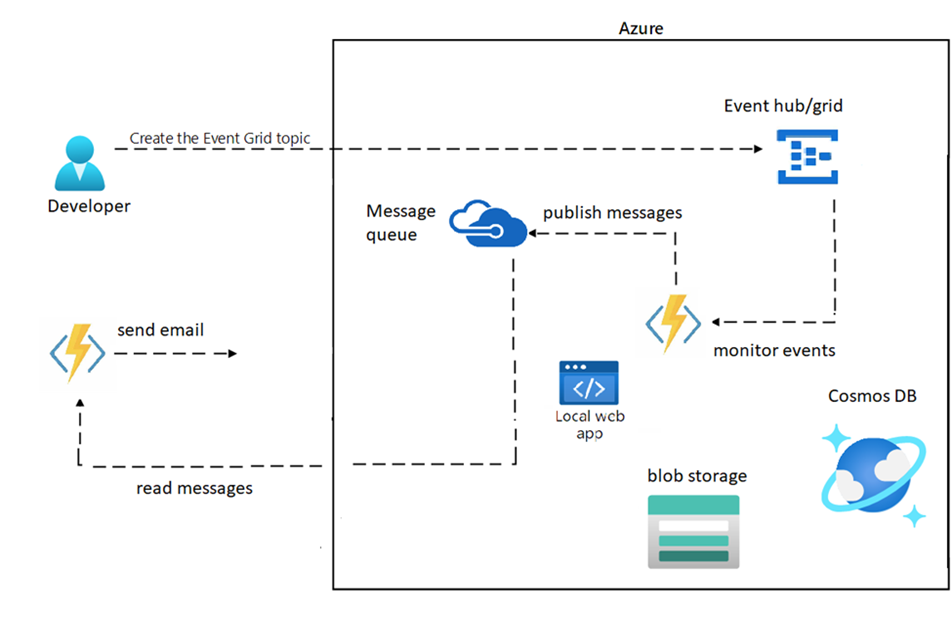 Azure
Event hub/grid
Create the Event Grid topic
Developer
Message
queue
publish messages
send email
monitor events
Cosmos DB
</>
Local web
app
blob storage
read messages